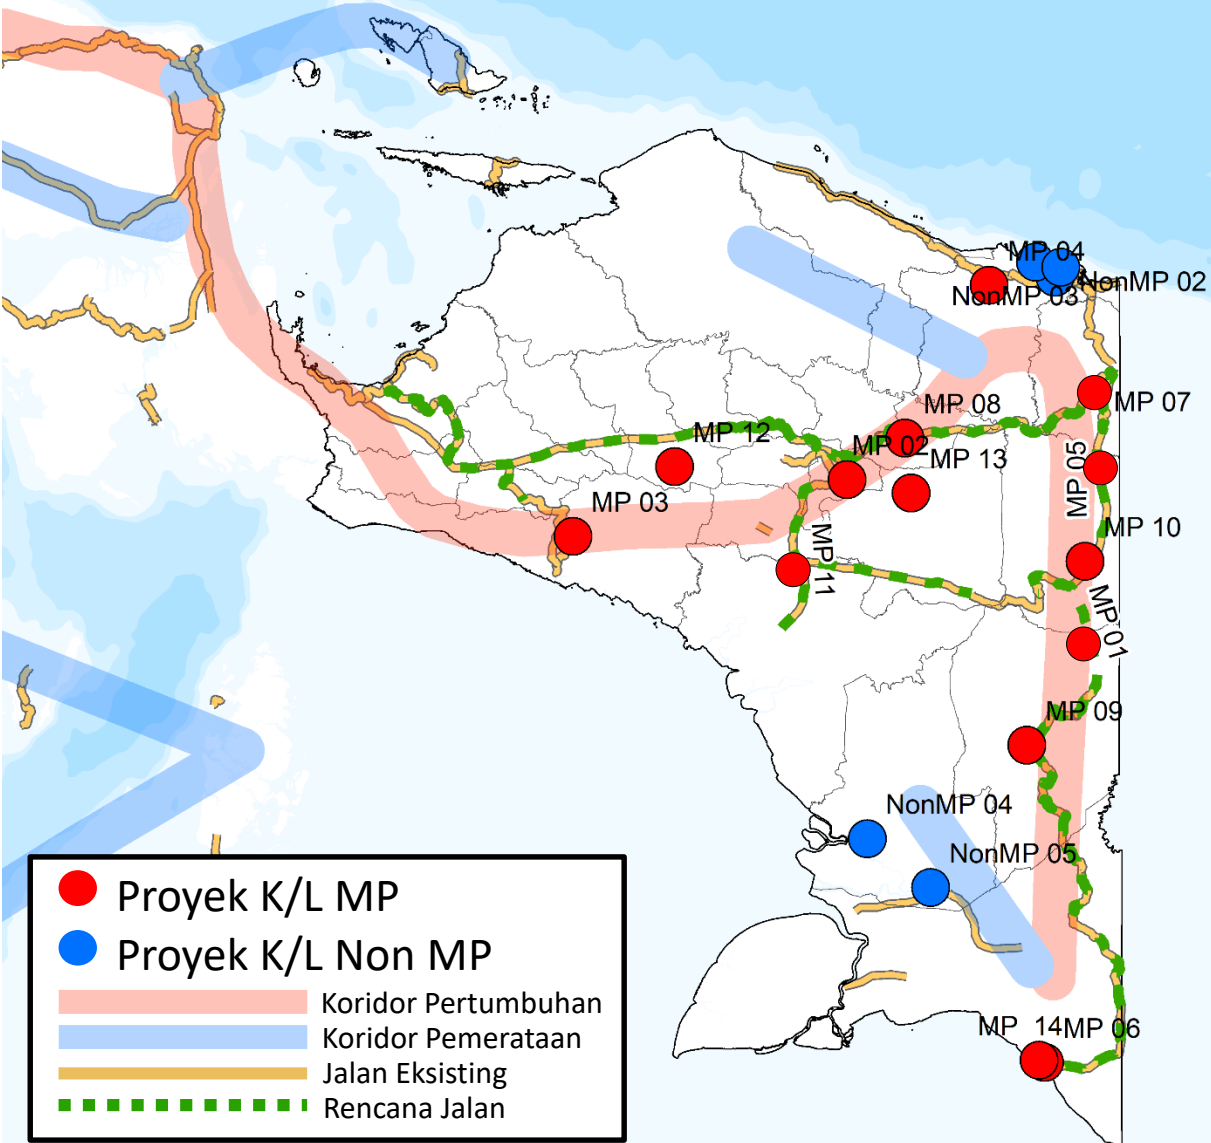 MP 04
NonMP 02
NonMP 03
MP 07
MP 08
MP 12
MP 02
MP 13
MP 05
MP 03
MP 10
MP 11
MP 01
MP 09
NonMP 04
NonMP 05
MP 14
MP 06
Proyek K/L MP
Proyek K/L Non MP
Koridor Pertumbuhan
Koridor Pemerataan
Jalan Eksisting
Rencana Jalan